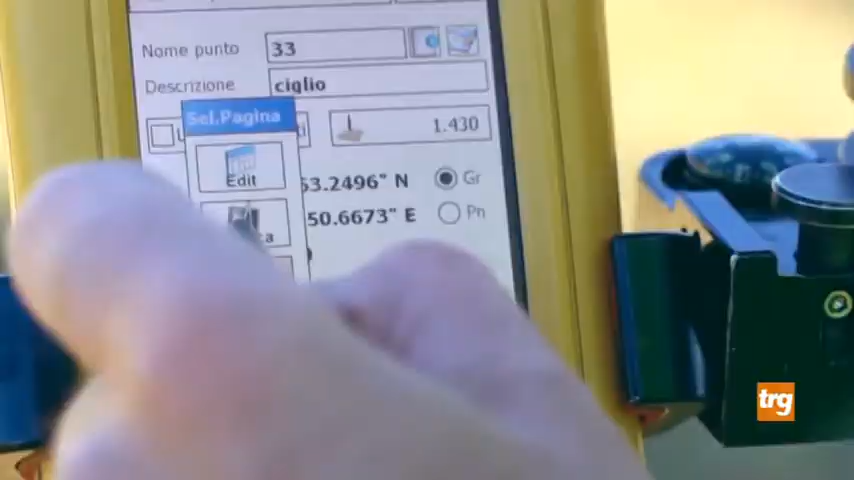 Nome punto 33
Descrizione ciglio
Sel.Pagina
1.430
Edit
53.2496" N Gr
50.6673" E Pn
trg